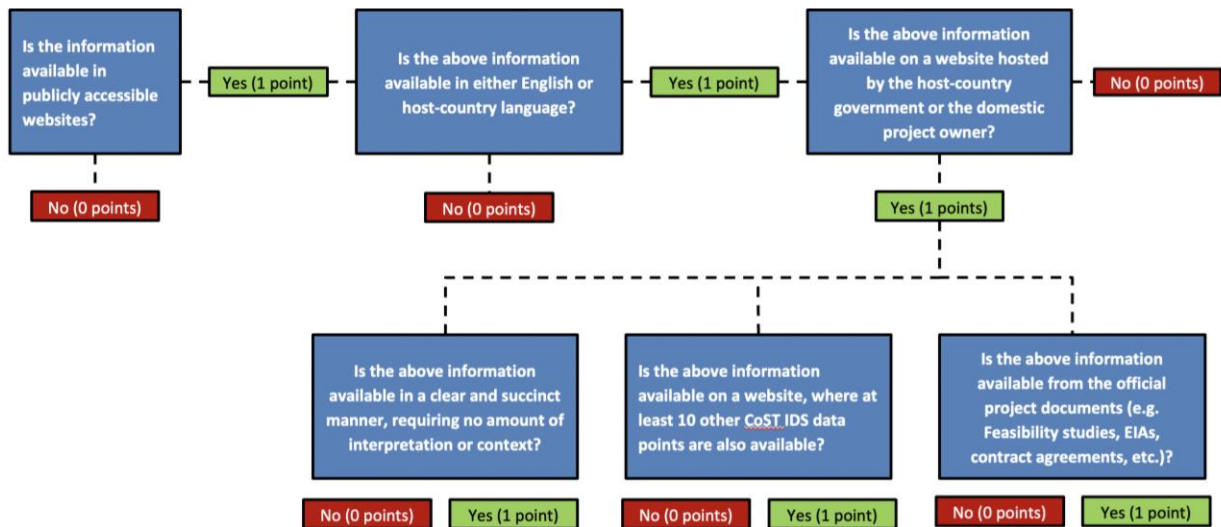 Is the information
available in
publicly accessible
websites?
Yes (1 point)
Is the above information
available in either English or
host-country language?
Yes (1 point)
Is the above information
available on a website hosted
by the host-country
government or the domestic
project owner?
No (0 points)
No (0 points)
No (0 points)
Yes (1 points)
Is the above information
available in a clear and succinct
manner, requiring no amount of
interpretation or context?
Is the above information
available on a website, where at
least 10 other CoST IDS data
points are also available?
Is the above information
available from the official
project documents (e.g.
Feasibility studies, EIAs,
contract agreements, etc.)?
No (0 points)
Yes (1 point)
No (0 points)
Yes (1 point)
No (0 points)
Yes (1 point)